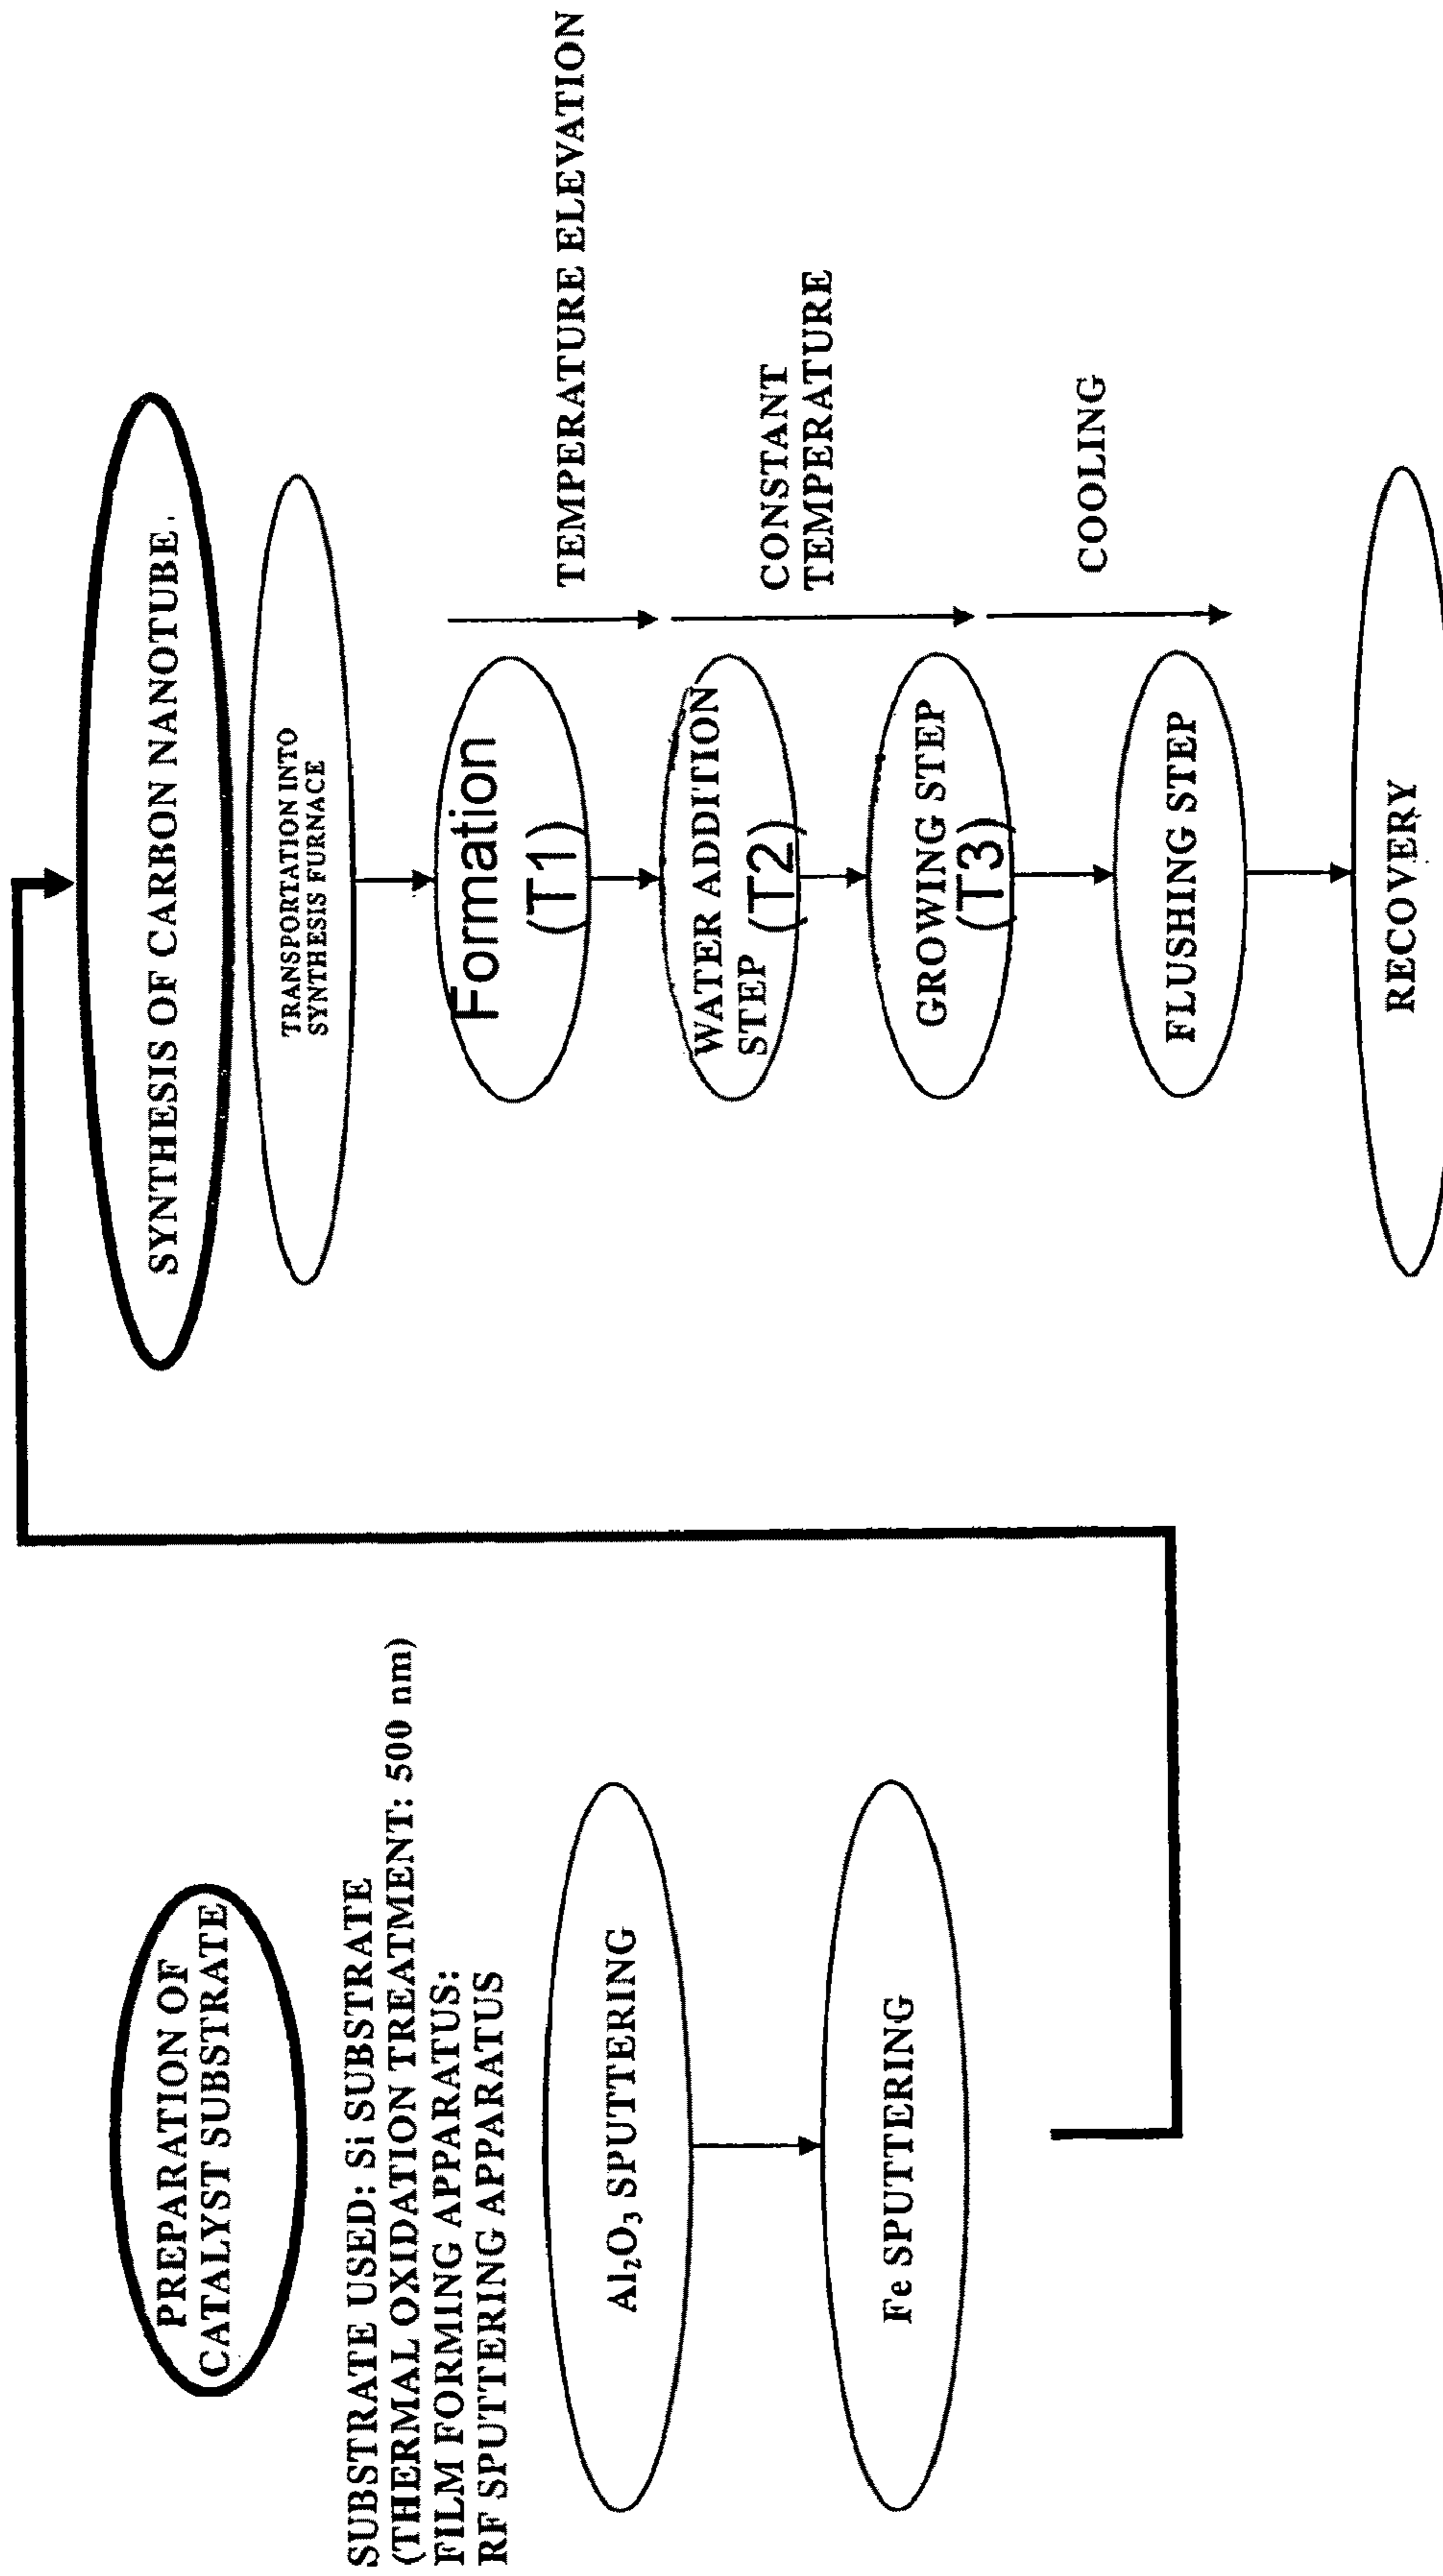 PREPARATION OF
CATALYST SUBSTRATE
SUBSTRATE USED: Si SUBSTRATE
(THERMAL OXIDATION TREATMENT: 500 nm)
FILM FORMING APPARATUS:
RF SPUTTERING APPARATUS
Al₂O₃ SPUTTERING
Fe SPUTTERING
SYNTHESIS OF CARBON NANOTUBE
TRANSPORTATION INTO
SYNTHESIS FURNACE
Formation
(T1)
TEMPERATURE ELEVATION
WATER ADDITION
STEP (T2)
CONSTANT
TEMPERATURE
GROWING STEP
(T3)
COOLING
FLUSHING STEP
RECOVERY